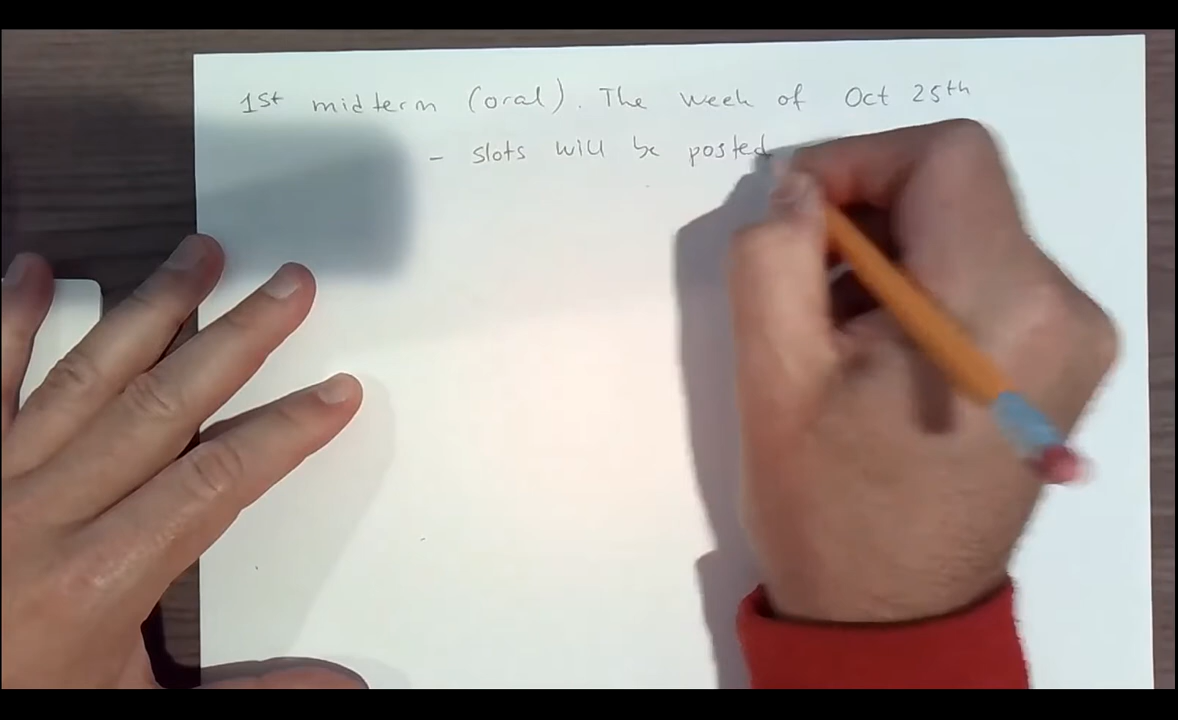 1st midterm (oral). The week of Oct 25th
- slots will be posted